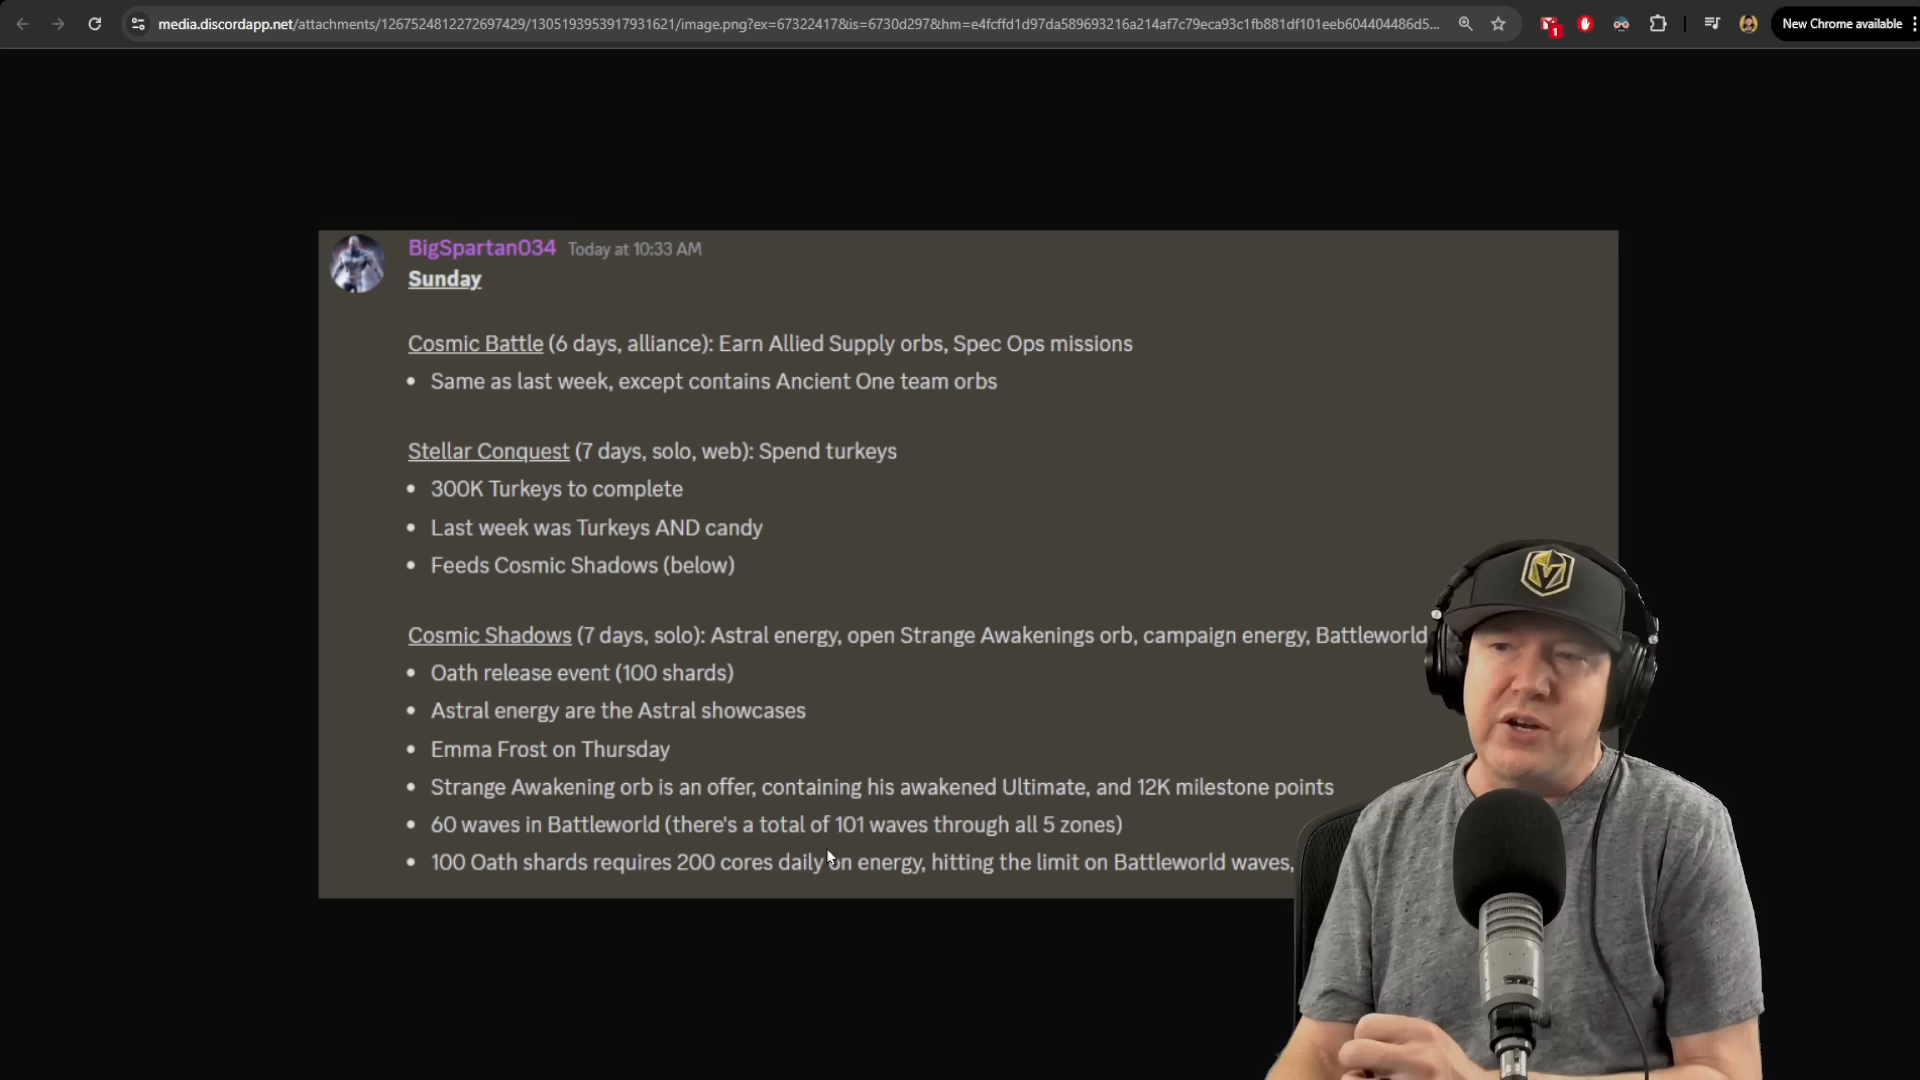 media.discordapp.net/attachments/1267524812272697429/1305193953917931621/image.png?ex=67322417&is=6730d297&hm=e4fcffd1d97da589693216a214af7c79eca93c1fb881df101eeb604404486d5...
1
New Chrome available
BigSpartan034 Today at 10:33 AM
Sunday
Cosmic Battle (6 days, alliance): Earn Allied Supply orbs, Spec Ops missions
• Same as last week, except contains Ancient One team orbs
Stellar Conquest (7 days, solo, web): Spend turkeys
• 300K Turkeys to complete
• Last week was Turkeys AND candy
• Feeds Cosmic Shadows (below)
Cosmic Shadows (7 days, solo): Astral energy, open Strange Awakenings orb, campaign energy, Battleworld
• Oath release event (100 shards)
• Astral energy are the Astral showcases
• Emma Frost on Thursday
• Strange Awakening orb is an offer, containing his awakened Ultimate, and 12K milestone points
• 60 waves in Battleworld (there's a total of 101 waves through all 5 zones)
• 100 Oath shards requires 200 cores daily on energy, hitting the limit on Battleworld waves,